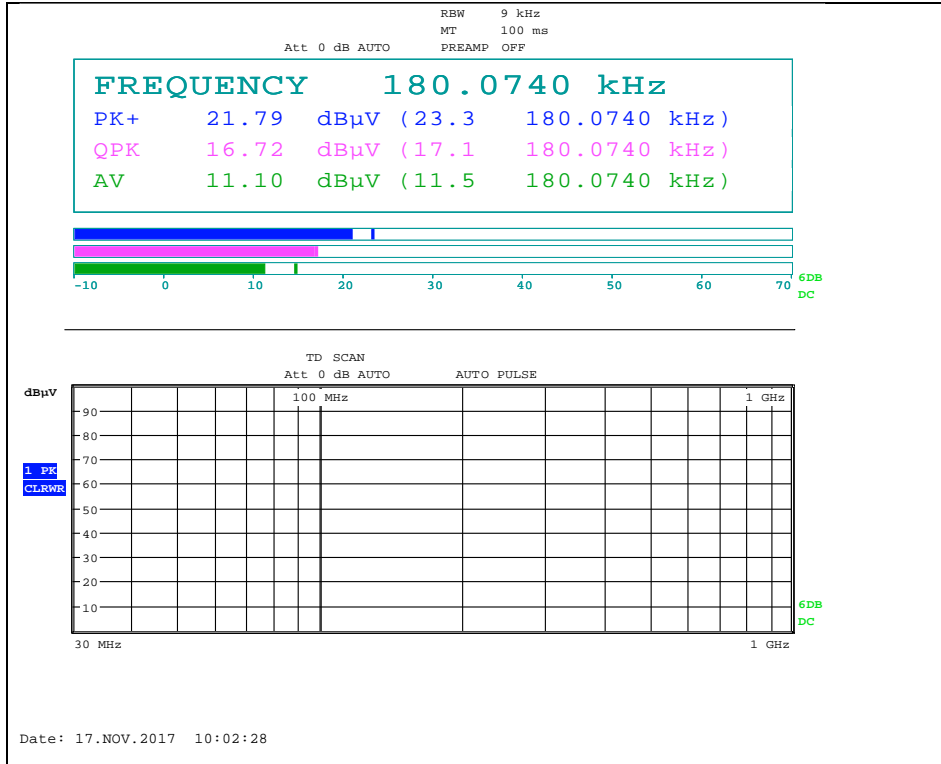 RBW 9 kHz
MT 100 ms
Att 0 dB AUTO PREAMP OFF
FREQUENCY 180.0740 kHz
PK+ 21.79 dBµV (23.3 180.0740 kHz)
QPK 16.72 dBµV (17.1 180.0740 kHz)
AV 11.10 dBµV (11.5 180.0740 kHz)
-10 0 10 20 30 40 50 60 70
6DB
DC
TD SCAN
Att 0 dB AUTO AUTO PULSE
dBµV
100 MHz 1 GHz
90
80
70
1 PK
60
CLRWR
50
40
30
20
10
6DB
DC
30 MHz 1 GHz
Date: 17.NOV.2017 10:02:28